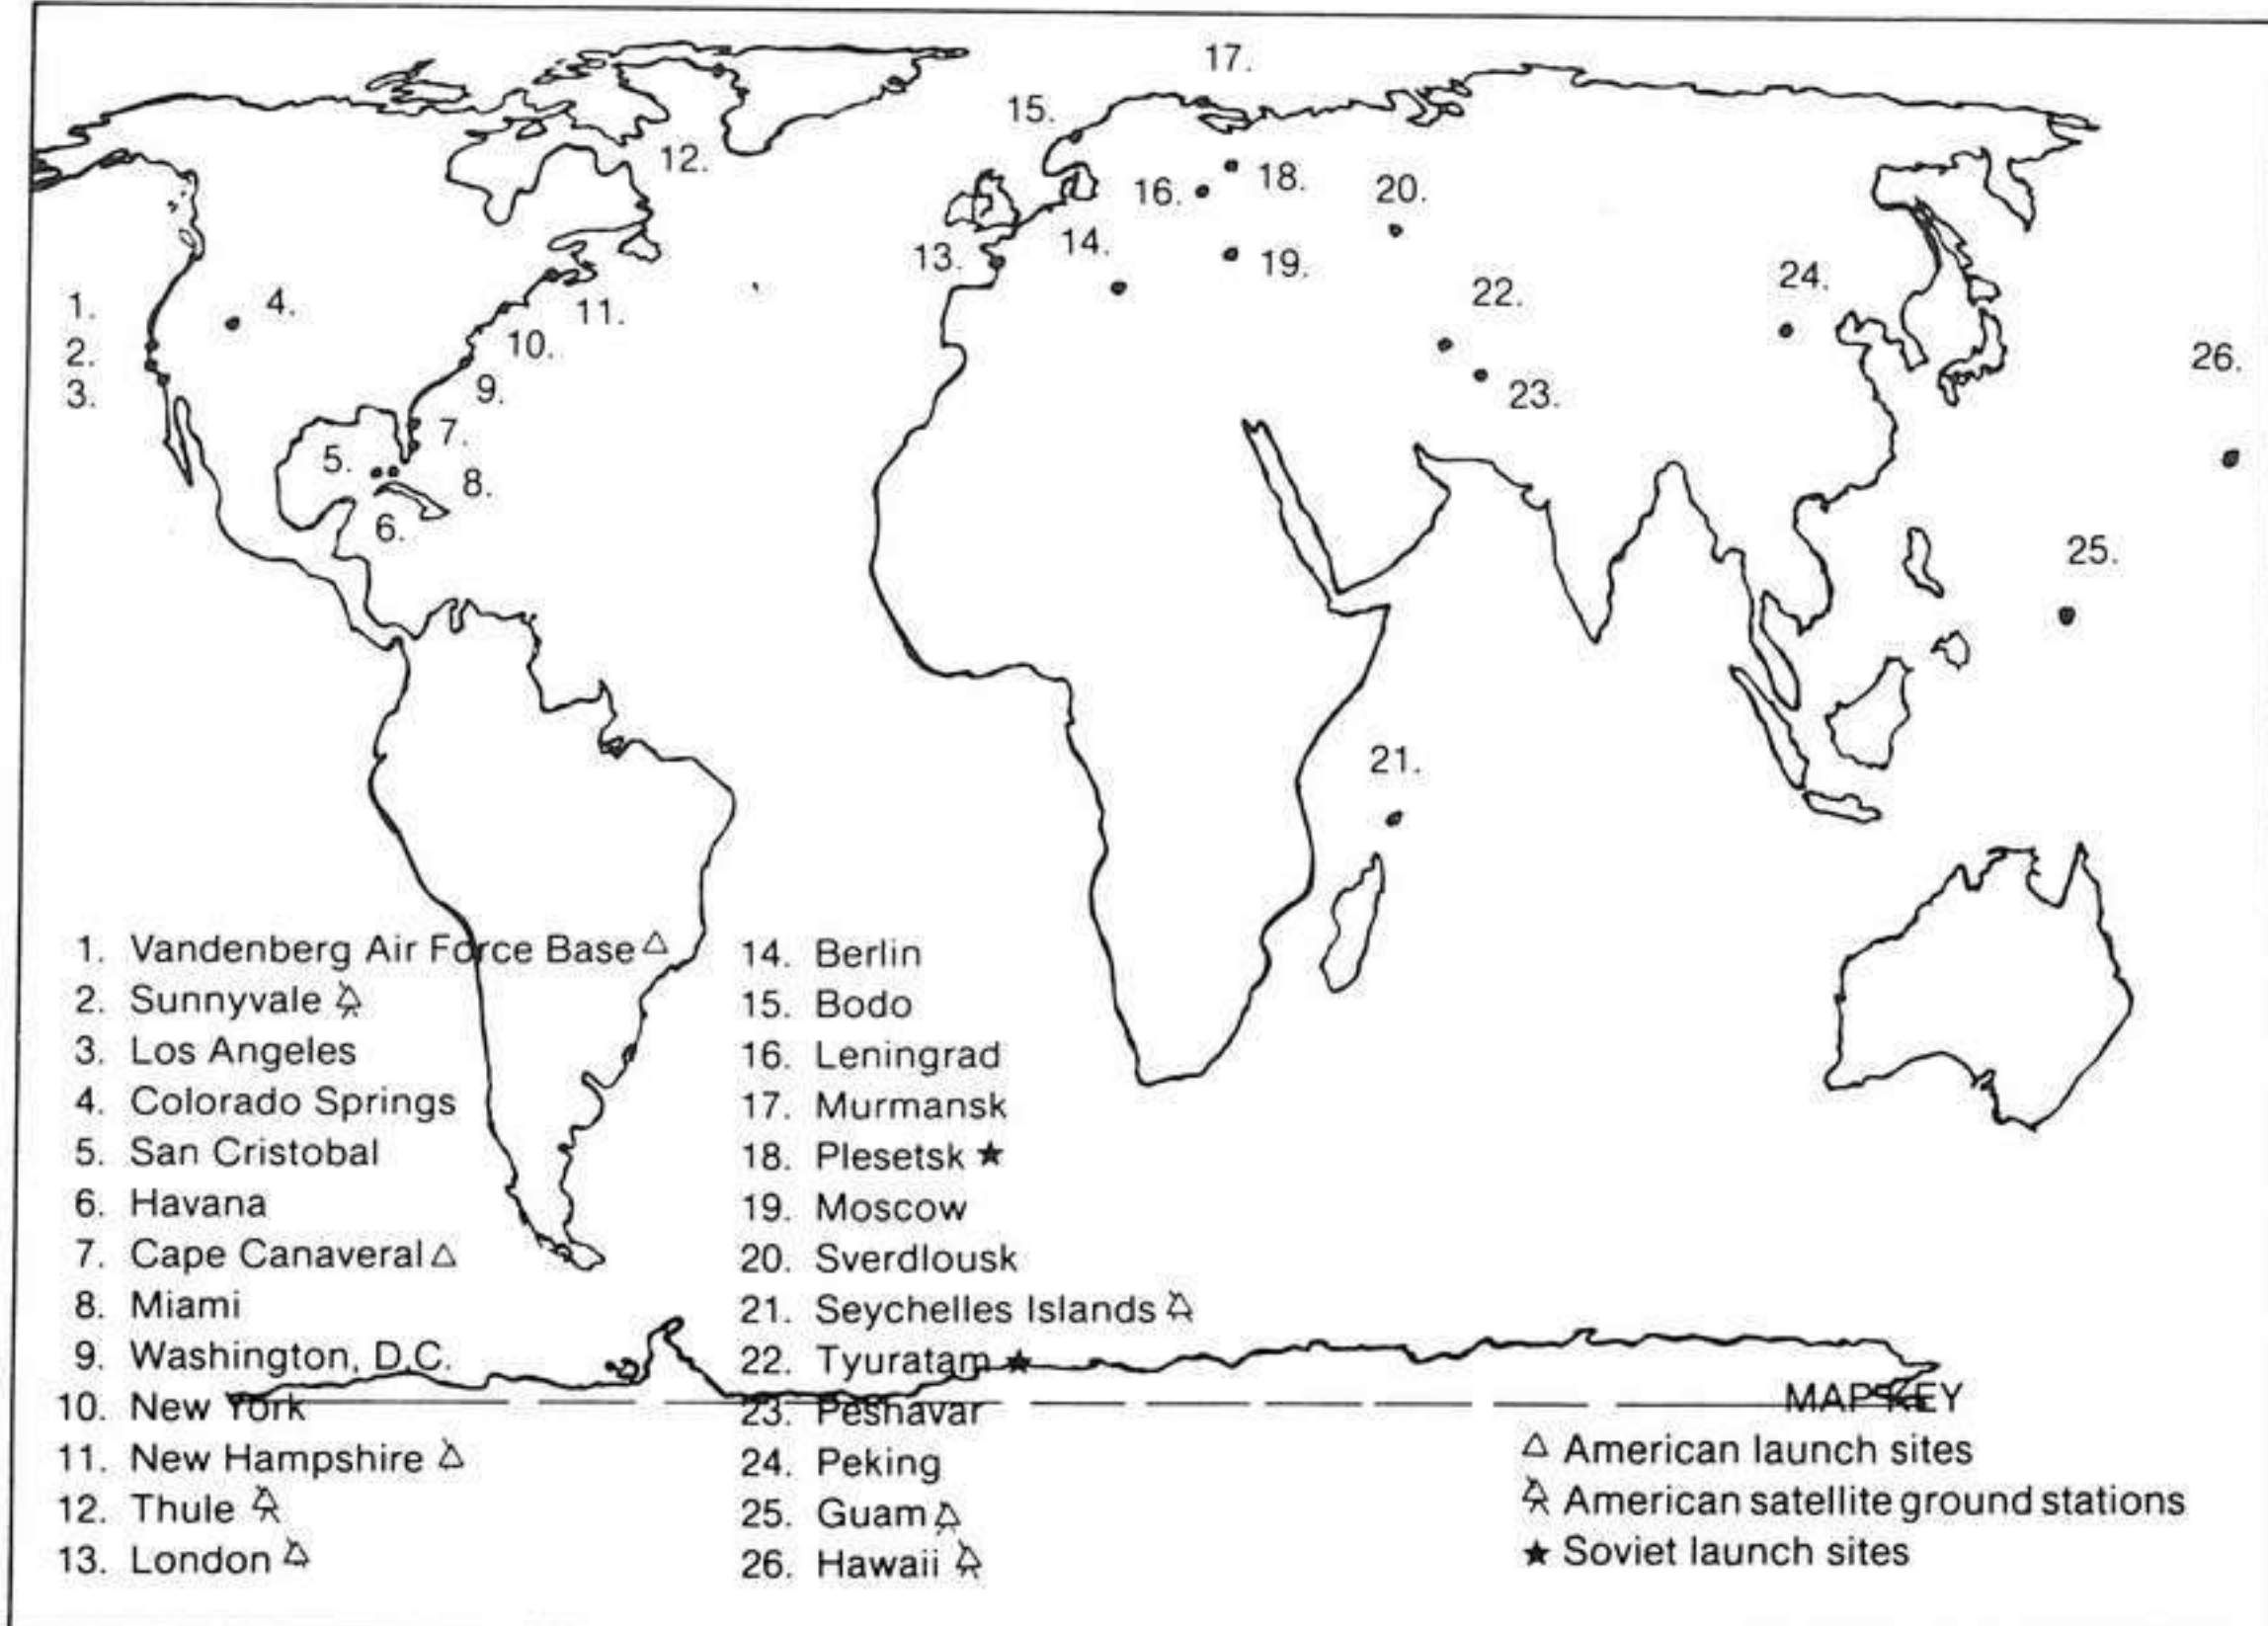 17.
15.
12.
18.
16.
20.
14.
13.
19.
24.
22.
1.
4.
11.
10.
2.
26.
3.
9.
23.
7.
5.
8.
6.
25.
21.
1. Vandenberg Air Force Base △
2. Sunnyvale
3. Los Angeles
4. Colorado Springs
5. San Cristobal
6. Havana
7. Cape Canaveral △
8. Miami
9. Washington, D.C.
10. New York
11. New Hampshire
12. Thule
13. London
14. Berlin
15. Bodo
16. Leningrad
17. Murmansk
18. Plesetsk ★
19. Moscow
20. Sverdlousk
21. Seychelles Islands
22. Tyuratam ★
23. Peshavar
24. Peking
25. Guam
26. Hawaii
MAP KEY
△ American launch sites
American satellite ground stations
★ Soviet launch sites